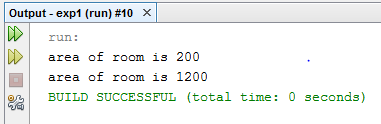 Output - exp1 (run) #10
run:
area of room is 200
area of room is 1200
BUILD SUCCESSFUL (total time: 0 seconds)